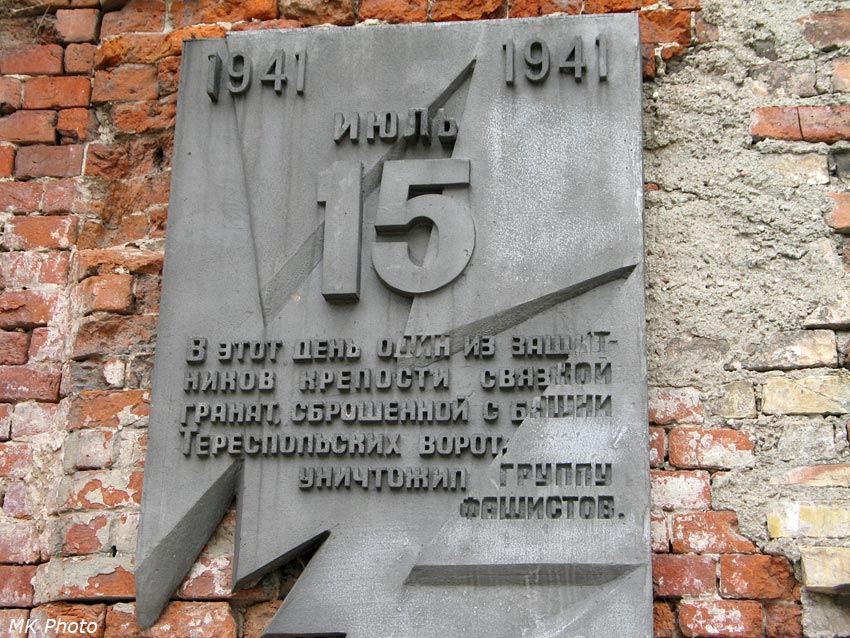 1941 1941
ИЮЛЬ
15
В ЭТОТ ДЕНЬ ОДИН ИЗ ЗАЩИТ-
НИКОВ КРЕПОСТИ СВЯЗКОЙ
ГРАНАТ, СБРОШЕННОЙ С БАШНИ
ТЕРЕСПОЛЬСКИХ ВОРОТ,
УНИЧТОЖИЛ ГРУППУ
ФАШИСТОВ.
MK Photo